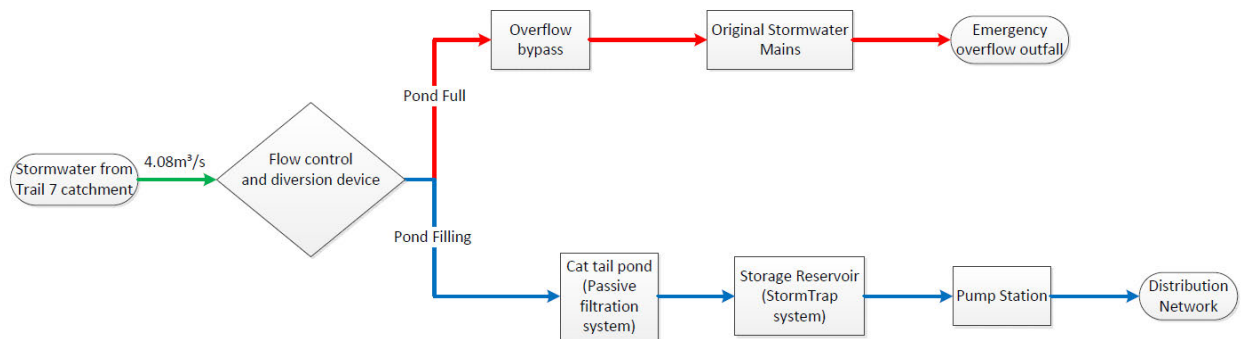 Overflow
bypass
Original Stormwater
Mains
Emergency
overflow outfall
Pond Full
4.08m³/s
Stormwater from
Trail 7 catchment
Flow control
and diversion device
Pond Filling
Cat tail pond
(Passive
filtration
system)
Storage Reservoir
(StormTrap
system)
Pump Station
Distribution
Network